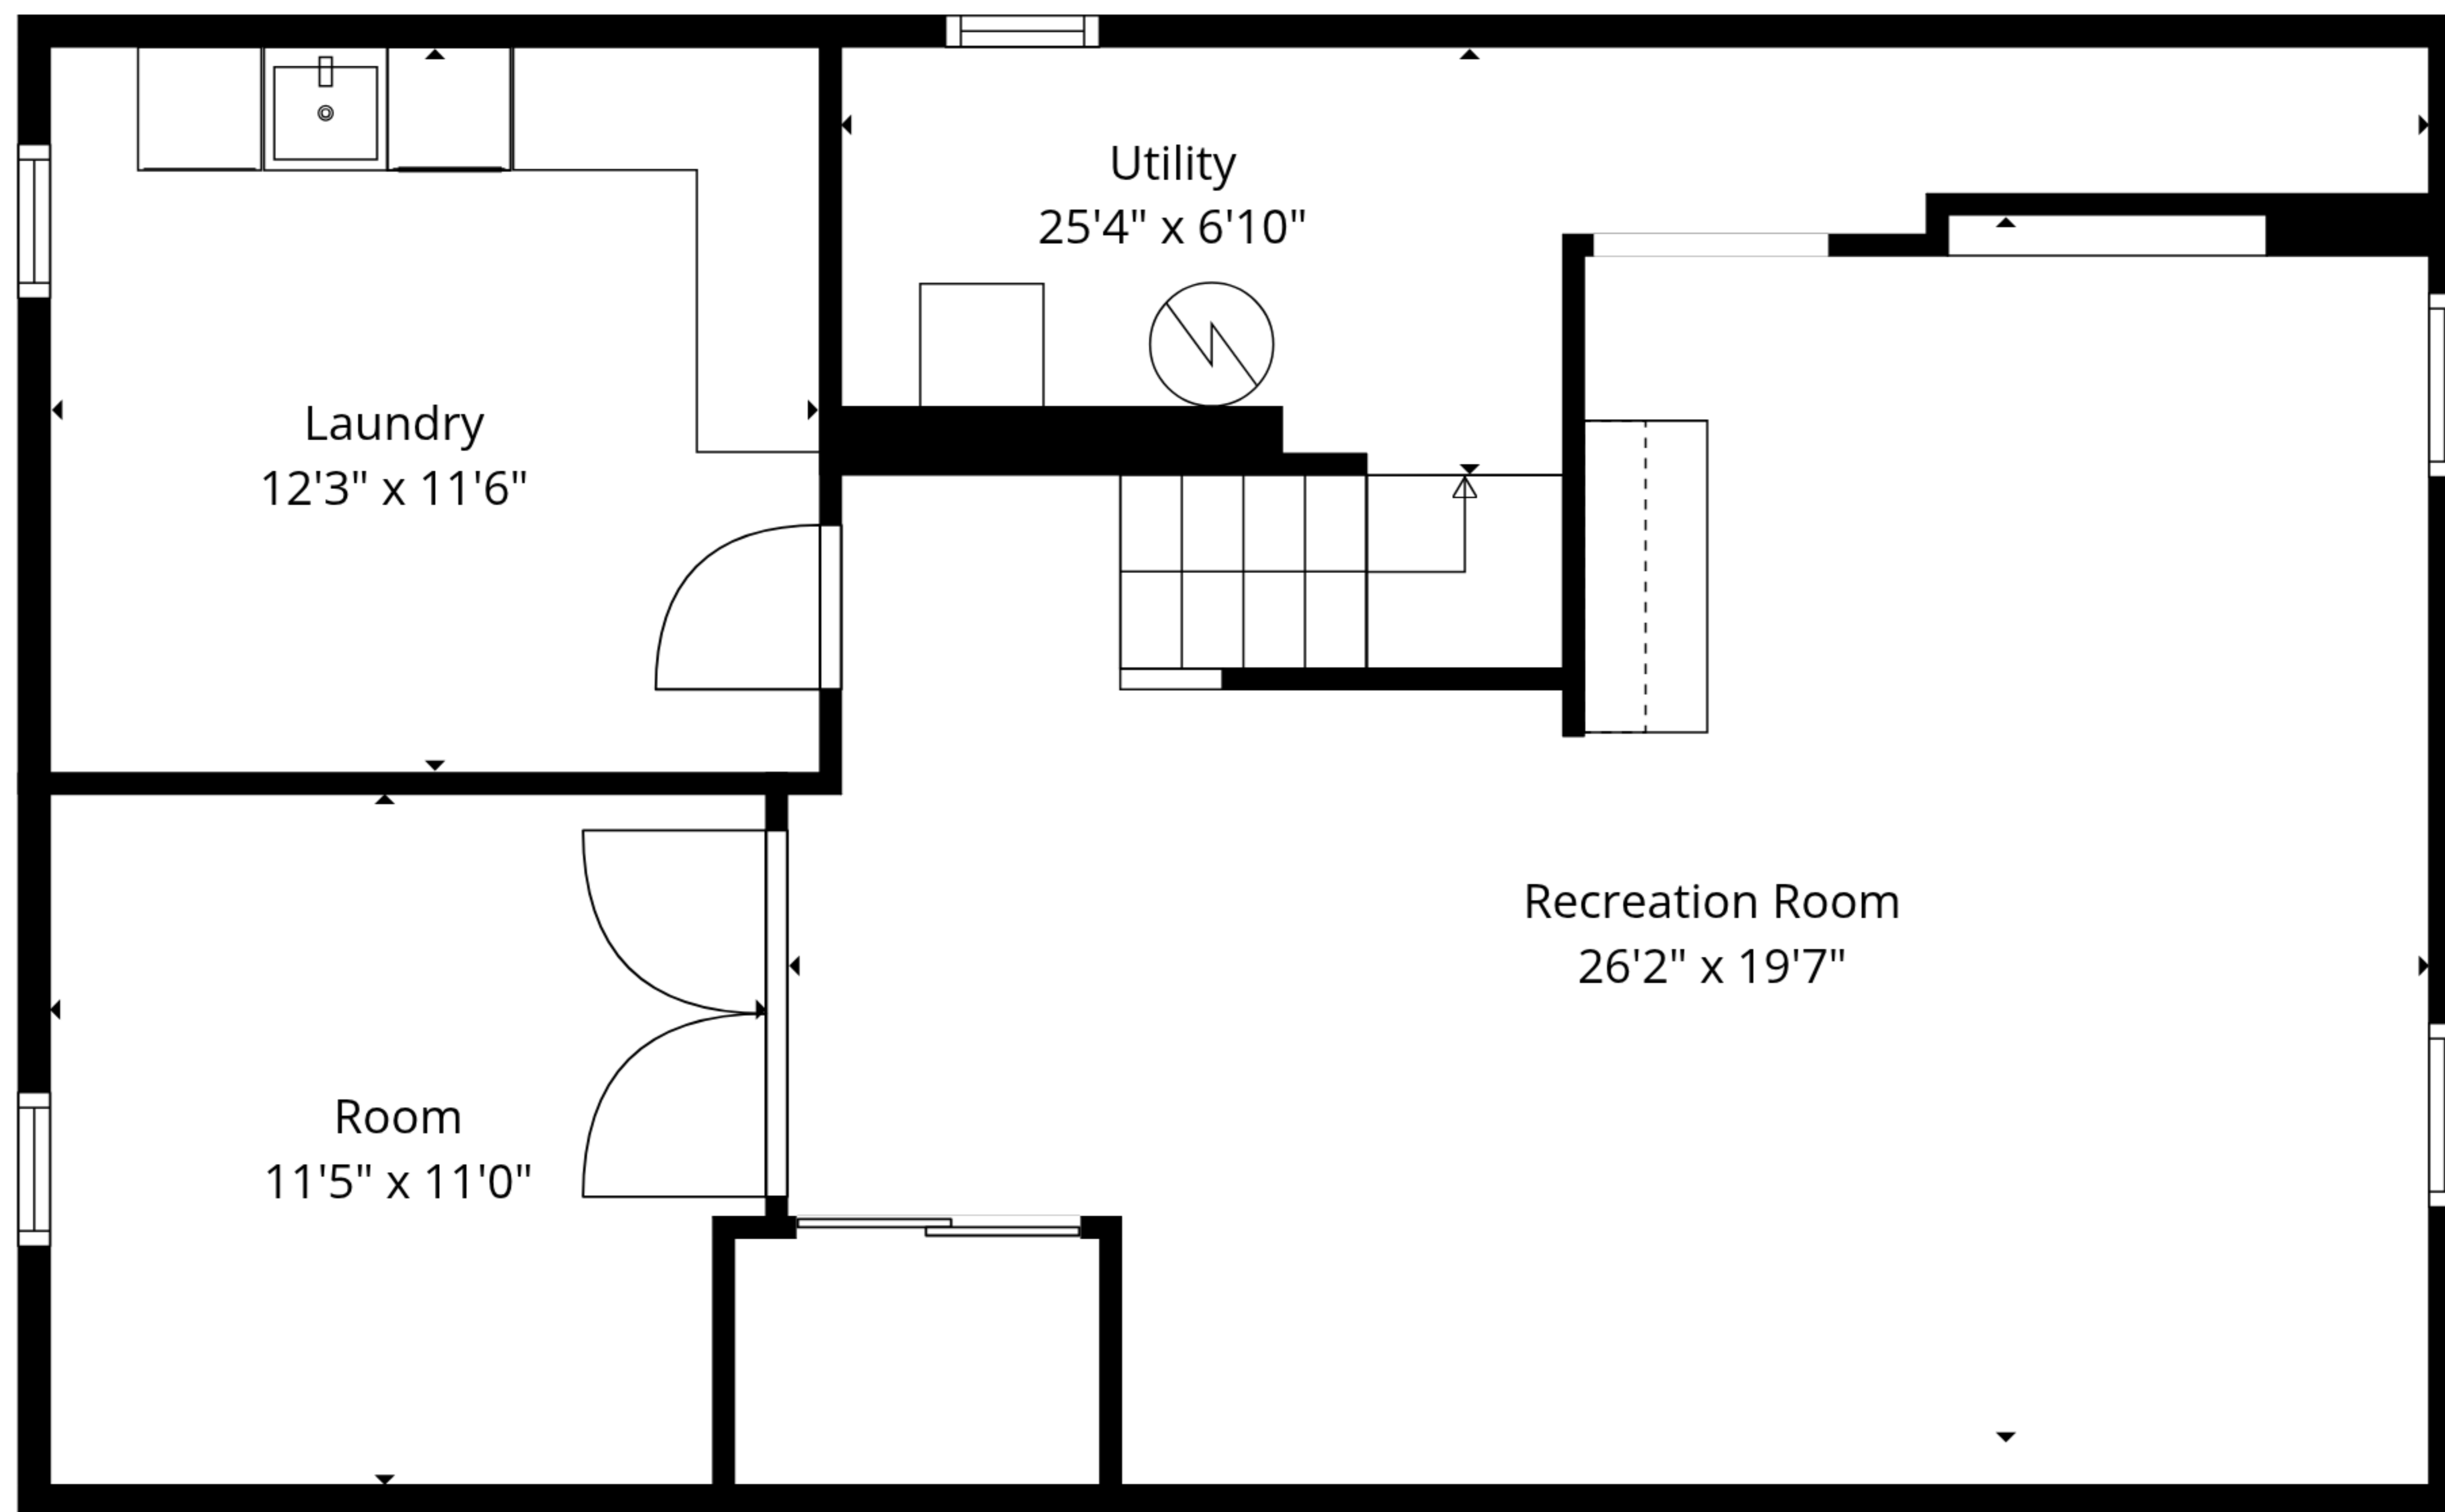 Utility
25'4" x 6'10"
Laundry
12'3" x 11'6"
Recreation Room
26'2" x 19'7"
Room
11'5" x 11'0"